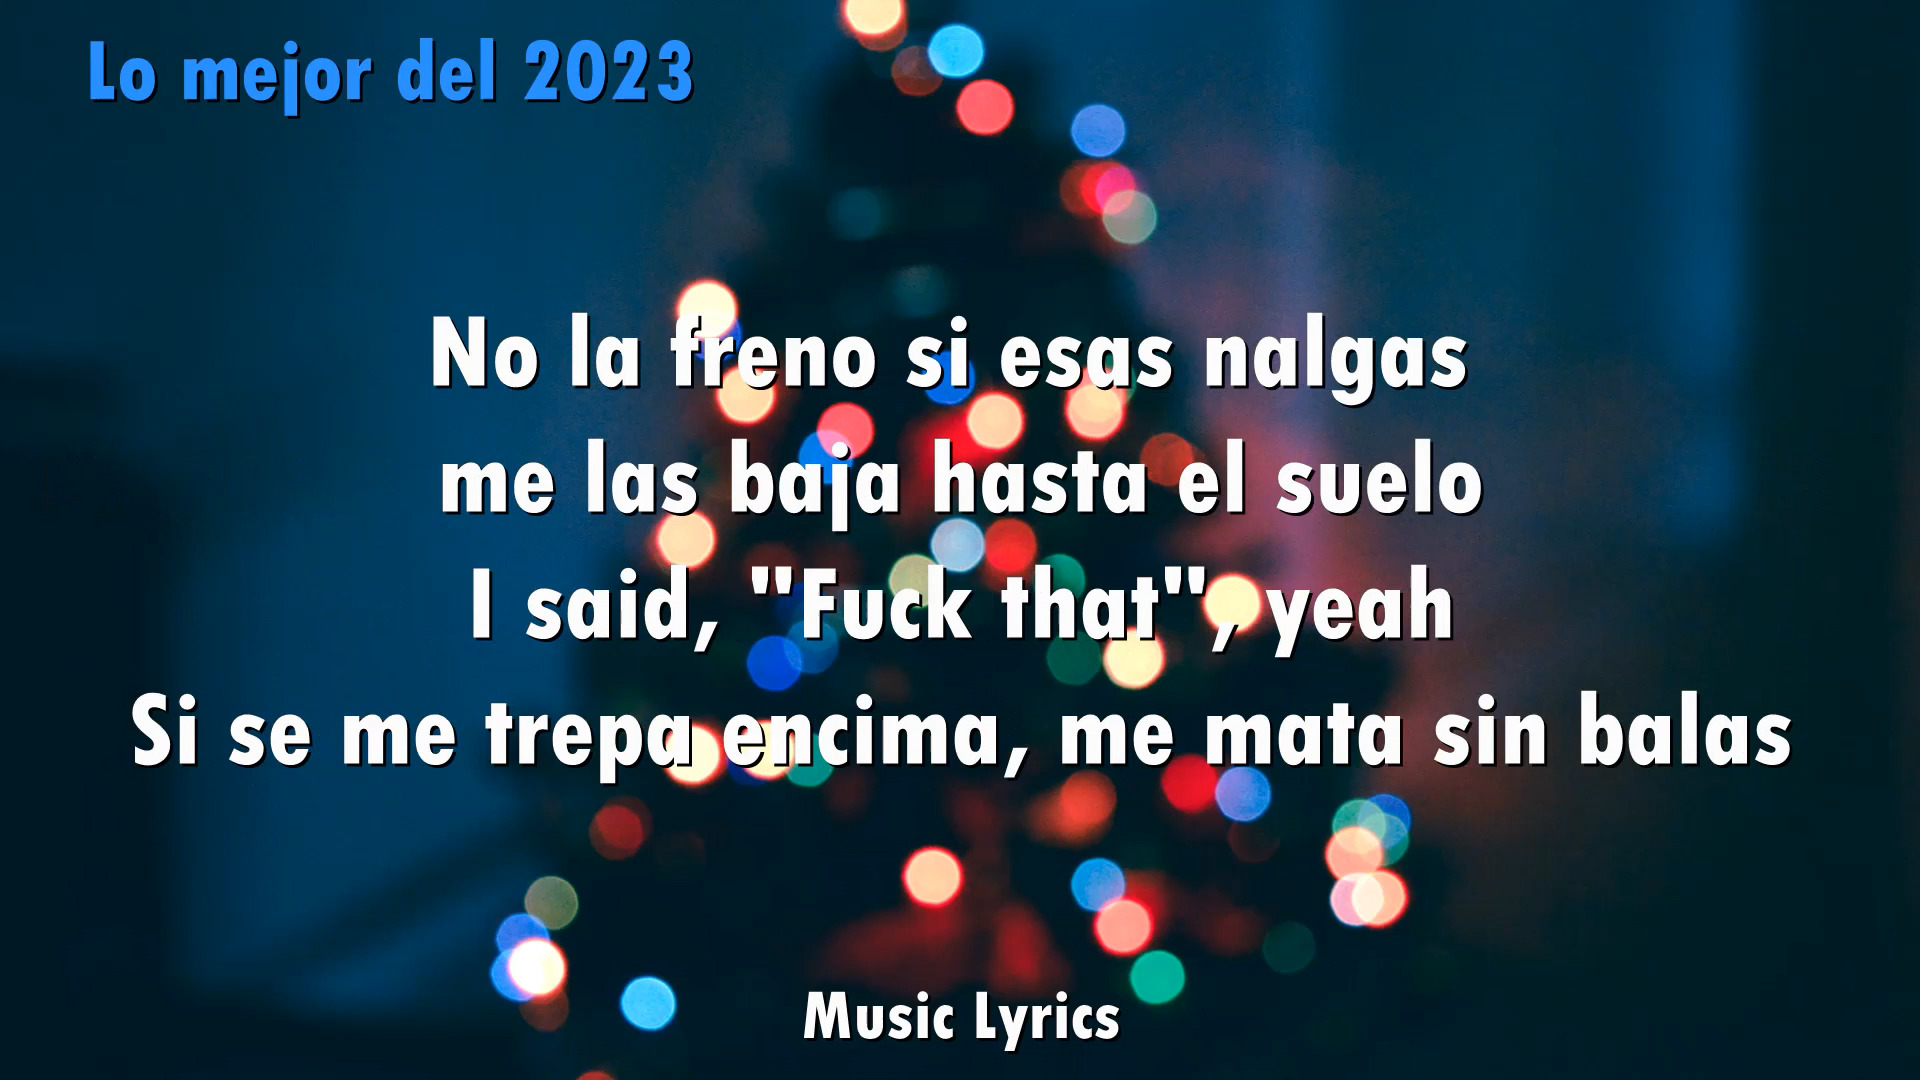 Lo mejor del 2023
No la freno si esas nalgas
me las baja hasta el suelo
I said, "Fuck that", yeah
Si se me trepa encima, me mata sin balas
Music Lyrics